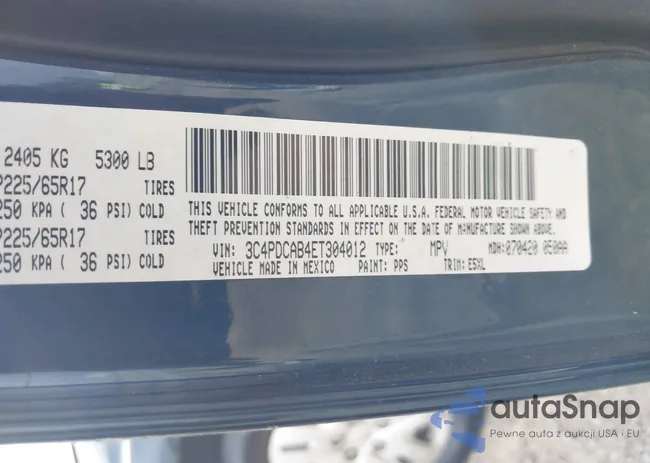 2405 KG 5300 LB
P225/65R17 TIRES
250 KPA ( 36 PSI) COLD
P225/65R17 TIRES
250 KPA ( 36 PSI) COLD
THIS VEHICLE CONFORMS TO ALL APPLICABLE U.S.A. FEDERAL MOTOR VEHICLE SAFETY AND
THEFT PREVENTION STANDARDS IN EFFECT ON THE DATE OF MANUFACTURE SHOWN ABOVE.
VIN: 3C4PDCAB4ET304012 TYPE: MPV MDH: 070420 050AA
VEHICLE MADE IN MEXICO PAINT: PPS TRIM: E5XL
autoSnap
Pewne auta z aukcji USA i EU